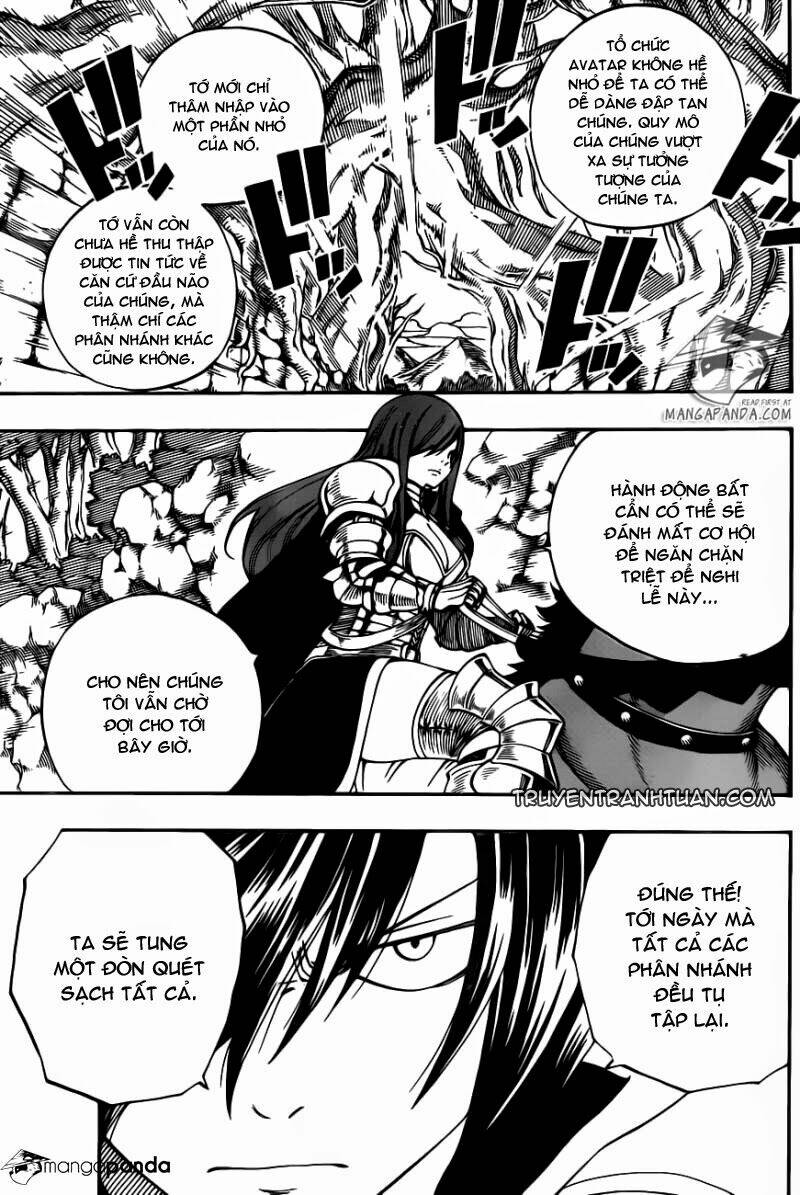 TỔ CHỨC
AVATAR KHÔNG HỀ
NHỎ ĐỂ TA CÓ THỂ
DỄ DÀNG ĐẬP TAN
CHÚNG. QUY MÔ
CỦA CHÚNG VƯỢT
XA SỰ TƯỞNG
TƯỢNG CỦA
CHÚNG TA.
TỚ MỚI CHỈ
THÂM NHẬP VÀO
MỘT PHẦN NHỎ
CỦA NÓ.
TỚ VẪN CÒN
CHƯA HỀ THU THẬP
ĐƯỢC TIN TỨC VỀ
CĂN CỨ ĐẦU NÃO
CỦA CHÚNG, MÀ
THẬM CHÍ CÁC
PHÂN NHÁNH KHÁC
CŨNG KHÔNG.
ドドドドドド
READ FIRST AT
MANGAPANDA.COM
HÀNH ĐỘNG BẤT
CẨN CÓ THỂ SẼ
ĐÁNH MẤT CƠ HỘI
ĐỂ NGĂN CHẶN
TRIỆT ĐỂ NGHI
LỄ NÀY...
CHO NÊN CHÚNG
TÔI VẪN CHỜ
ĐỢI CHO TỚI
BÂY GIỜ.
TRUYENTRANHTUAN.COM
ĐÚNG THẾ!
TỚI NGÀY MÀ
TẤT CẢ CÁC
PHÂN NHÁNH
ĐỀU TỤ
TẬP LẠI.
TA SẼ TUNG
MỘT ĐÒN QUÉT
SẠCH TẤT CẢ.
mangapanda